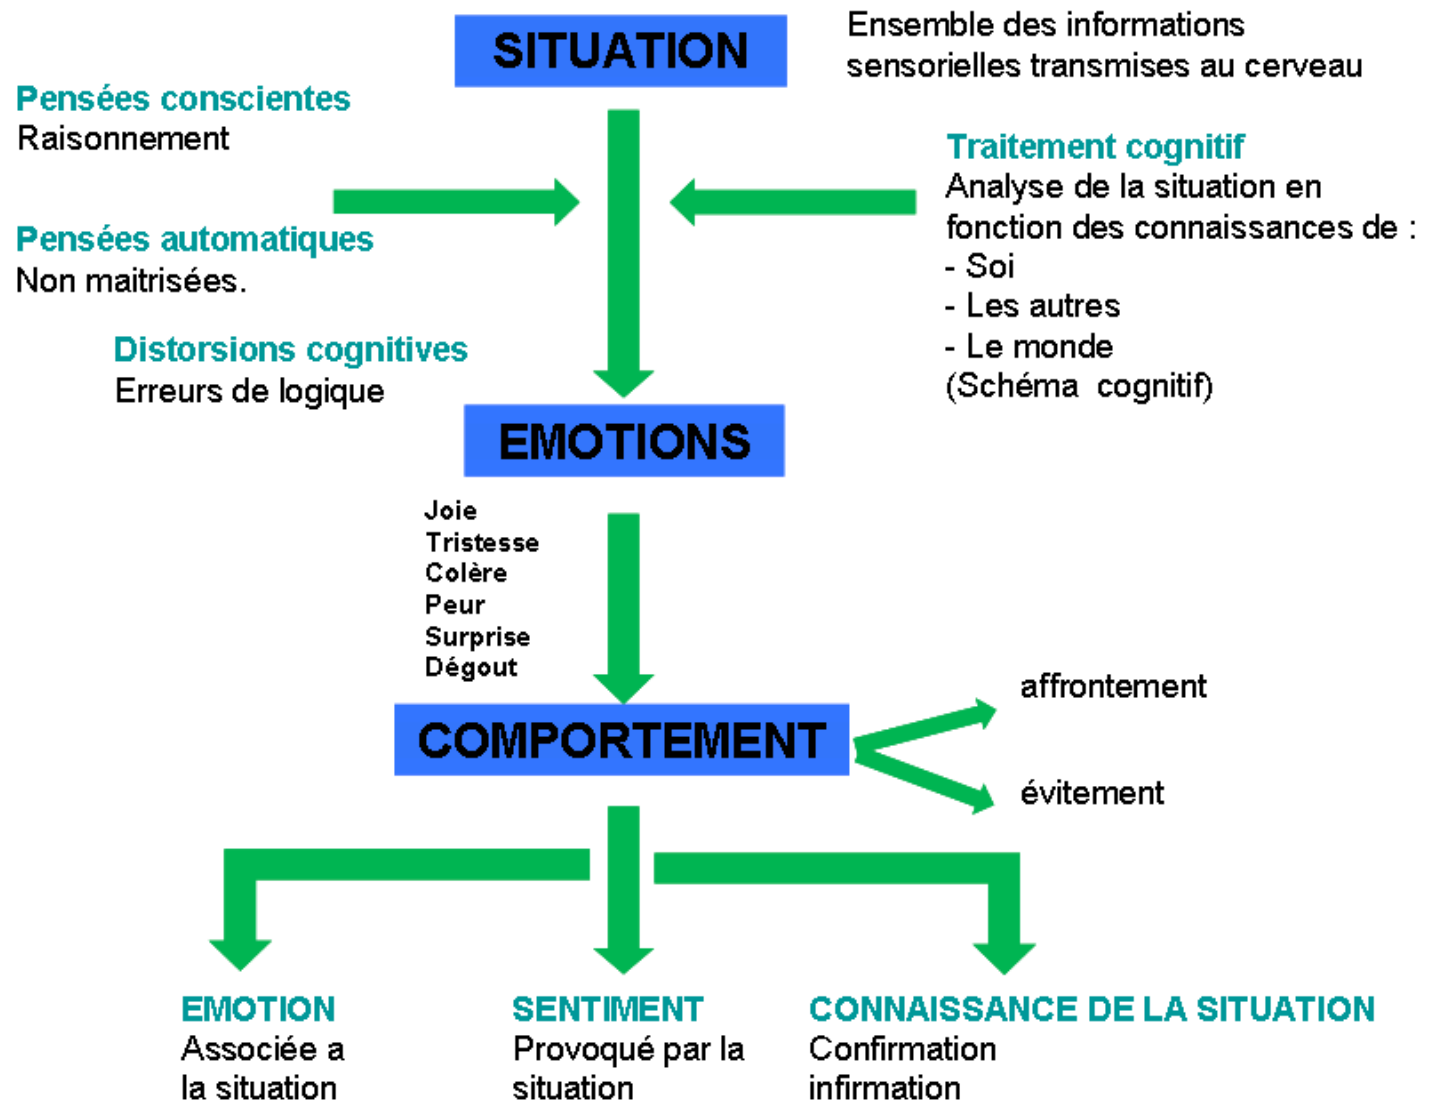 SITUATION
Ensemble des informations
sensorielles transmises au cerveau
Pensées conscientes
Raisonnement
Traitement cognitif
Analyse de la situation en
fonction des connaissances de :
- Soi
- Les autres
- Le monde
(Schéma cognitif)
Pensées automatiques
Non maitrisées.
Distorsions cognitives
Erreurs de logique
EMOTIONS
Joie
Tristesse
Colère
Peur
Surprise
Dégout
COMPORTEMENT
affrontement
évitement
EMOTION
Associée a
la situation
SENTIMENT
Provoqué par la
situation
CONNAISSANCE DE LA SITUATION
Confirmation
infirmation